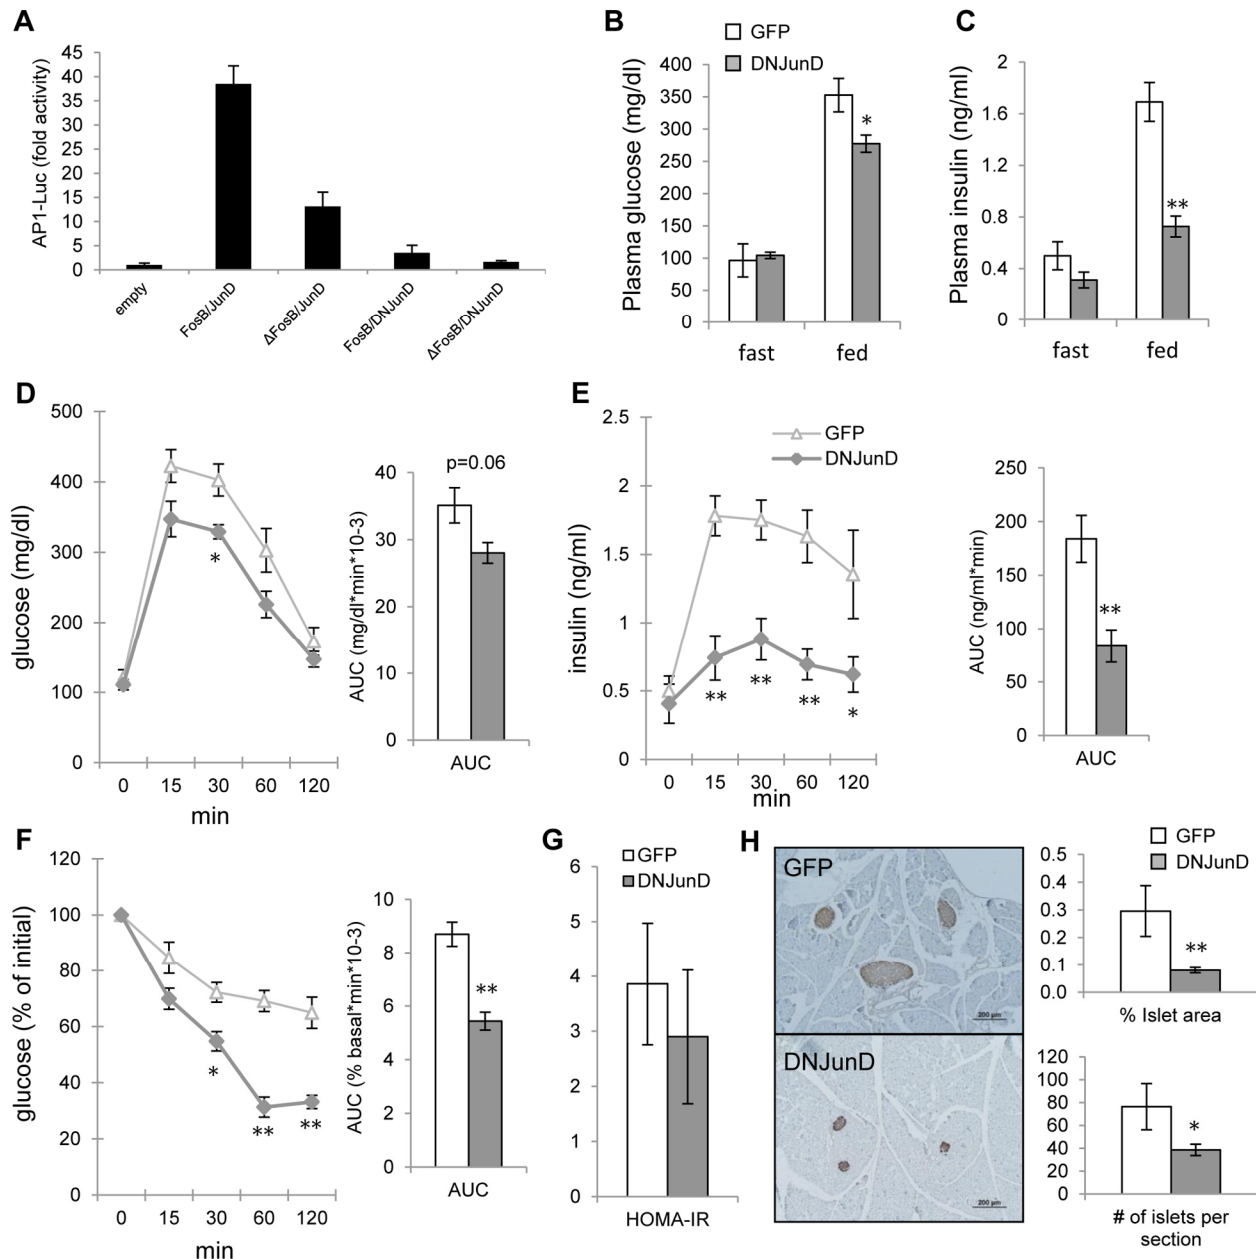 A
AP1-Luc (fold activity)
45
40
35
30
25
20
15
10
5
0
empty
FosB/JunD
ΔFosB/JunD
FosB/DNJunD
ΔFosB/DNJunD
B
GFP
DNJunD
Plasma glucose (mg/dl)
400
350
300
250
200
150
100
50
0
*
fast
fed
C
Plasma insulin (ng/ml)
2
1.6
1.2
0.8
0.4
0
**
fast
fed
D
glucose (mg/dl)
500
400
300
200
100
0
*
0 15 30 60 120
min
AUC (mg/dl*min*10-3)
40
30
20
10
0
p=0.06
AUC
E
insulin (ng/ml)
2.5
2
1.5
1
0.5
0
GFP
DNJunD
** ** ** *
0 15 30 60 120
min
AUC (ng/ml*min)
250
200
150
100
50
0
**
AUC
F
glucose (% of initial)
120
100
80
60
40
20
0
* ** **
0 15 30 60 120
min
AUC (% basal*min*10-3)
10
8
6
4
2
0
**
AUC
G
GFP
DNJunD
6
5
4
3
2
1
0
HOMA-IR
H
GFP
200 μm
DNJunD
200 μm
GFP
DNJunD
0.5
0.4
0.3
0.2
0.1
0.0
**
% Islet area
120
100
80
60
40
20
0
*
# of islets per
section